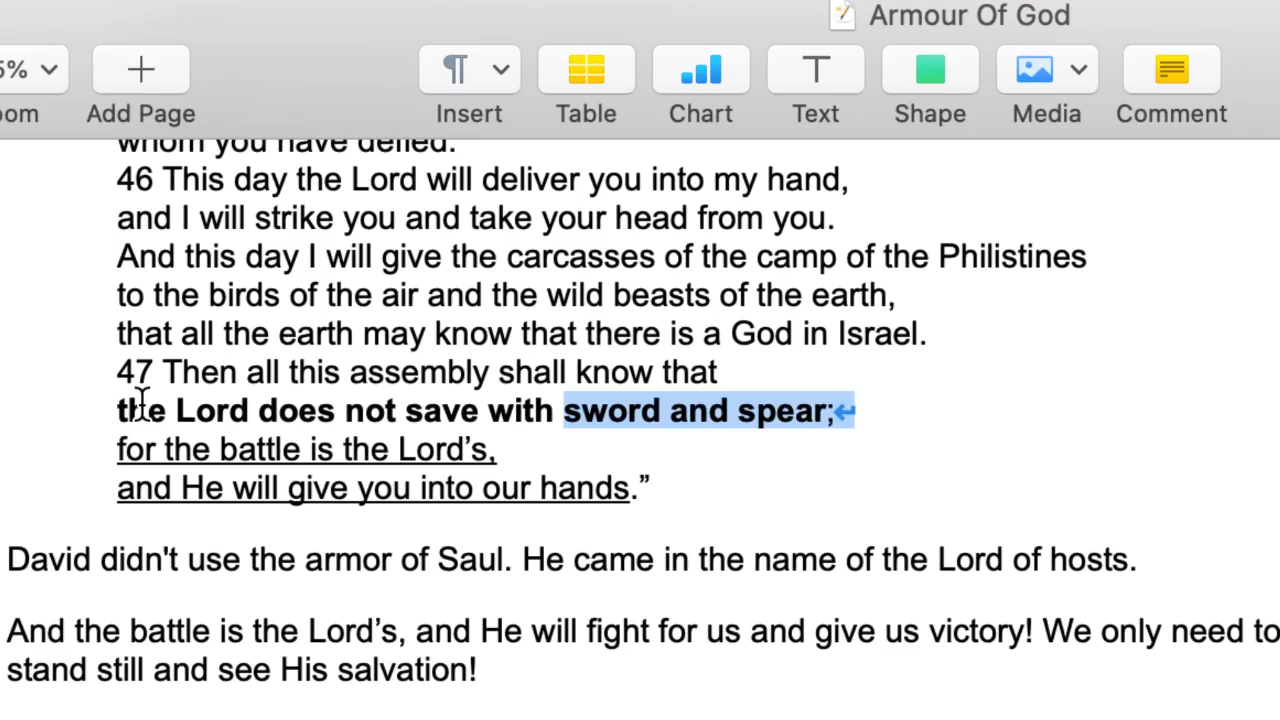 Armour Of God
5%
oom
Add Page
Insert
Table
Chart
Text
Shape
Media
Comment
whom you have defied.
46 This day the Lord will deliver you into my hand,
and I will strike you and take your head from you.
And this day I will give the carcasses of the camp of the Philistines
to the birds of the air and the wild beasts of the earth,
that all the earth may know that there is a God in Israel.
47 Then all this assembly shall know that
the Lord does not save with sword and spear;
for the battle is the Lord’s,
and He will give you into our hands.”
David didn't use the armor of Saul. He came in the name of the Lord of hosts.
And the battle is the Lord’s, and He will fight for us and give us victory! We only need to
stand still and see His salvation!